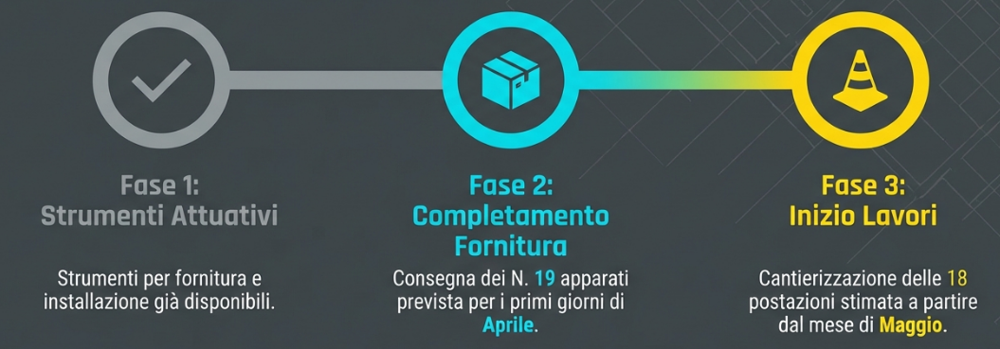 Fase 1:
Strumenti Attuativi
Strumenti per fornitura e
installazione già disponibili.
Fase 2:
Completamento
Fornitura
Consegna dei N. 19 apparati
prevista per i primi giorni di
Aprile.
Fase 3:
Inizio Lavori
Cantierizzazione delle 18
postazioni stimata a partire
dal mese di Maggio.